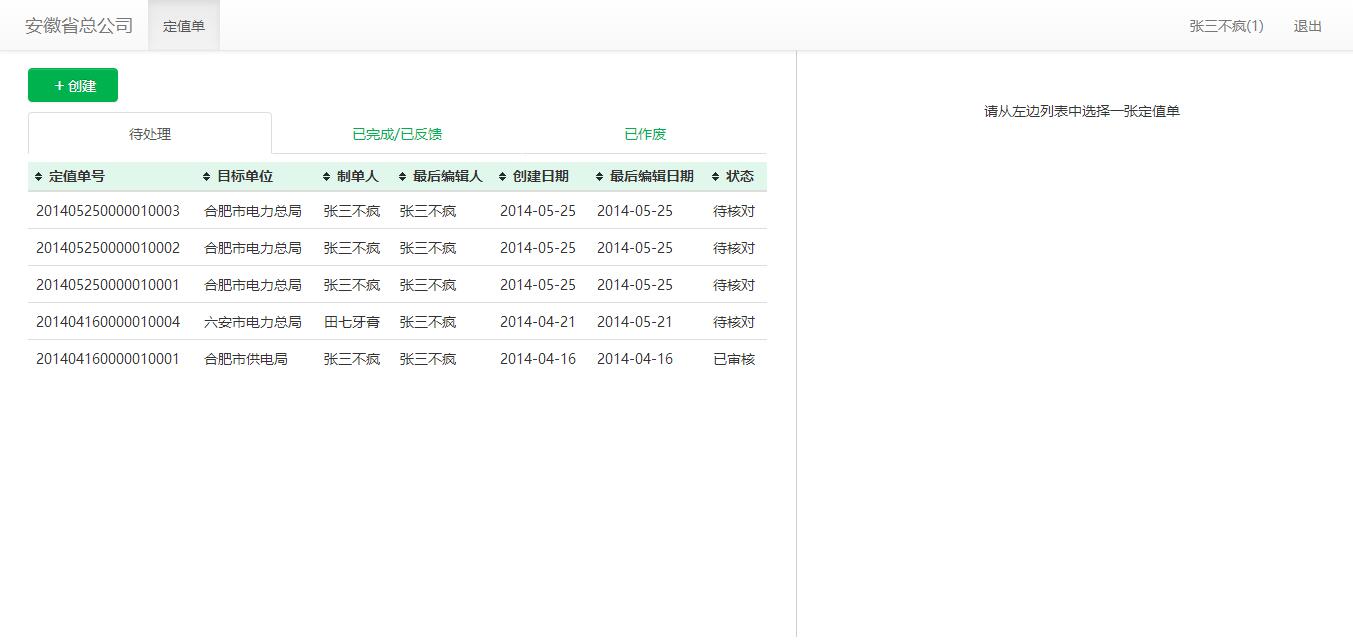 安徽省总公司 定值单 张三不疯(1) 退出
+ 创建
请从左边列表中选择一张定值单
待处理 已完成/已反馈 已作废
定值单号 目标单位 制单人 最后编辑人 创建日期 最后编辑日期 状态
201405250000010003 合肥市电力总局 张三不疯 张三不疯 2014-05-25 2014-05-25 待核对
201405250000010002 合肥市电力总局 张三不疯 张三不疯 2014-05-25 2014-05-25 待核对
201405250000010001 合肥市电力总局 张三不疯 张三不疯 2014-05-25 2014-05-25 待核对
201404160000010004 六安市电力总局 田七牙膏 张三不疯 2014-04-21 2014-05-21 待核对
201404160000010001 合肥市供电局 张三不疯 张三不疯 2014-04-16 2014-04-16 已审核